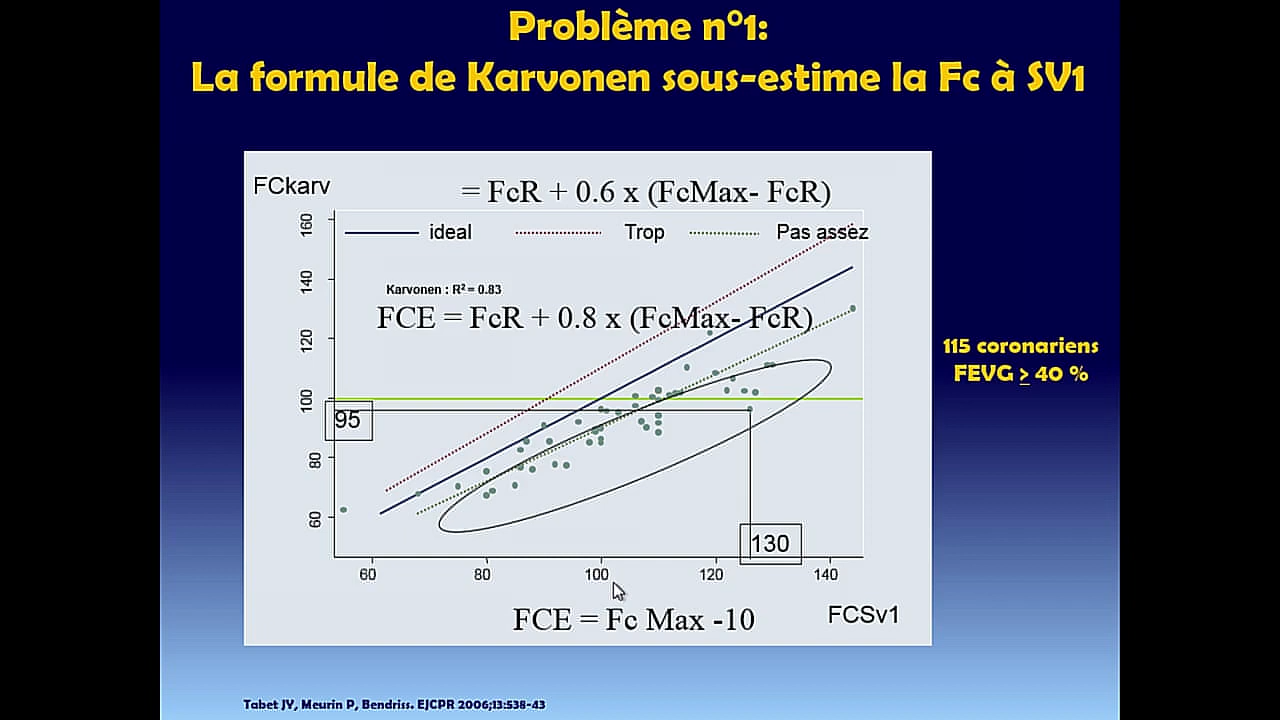 Problème n°1:
La formule de Karvonen sous-estime la Fc à SV1
FCkarv
= FcR + 0.6 x (FcMax- FcR)
ideal
Trop
Pas assez
Karvonen : R² = 0.83
FCE = FcR + 0.8 x (FcMax- FcR)
160
140
120
100
80
60
95
130
60
80
100
120
140
FCE = Fc Max -10
FCSv1
115 coronariens
FEVG ≥ 40 %
Tabet JY, Meurin P, Bendriss. EJCPR 2006;13:538-43